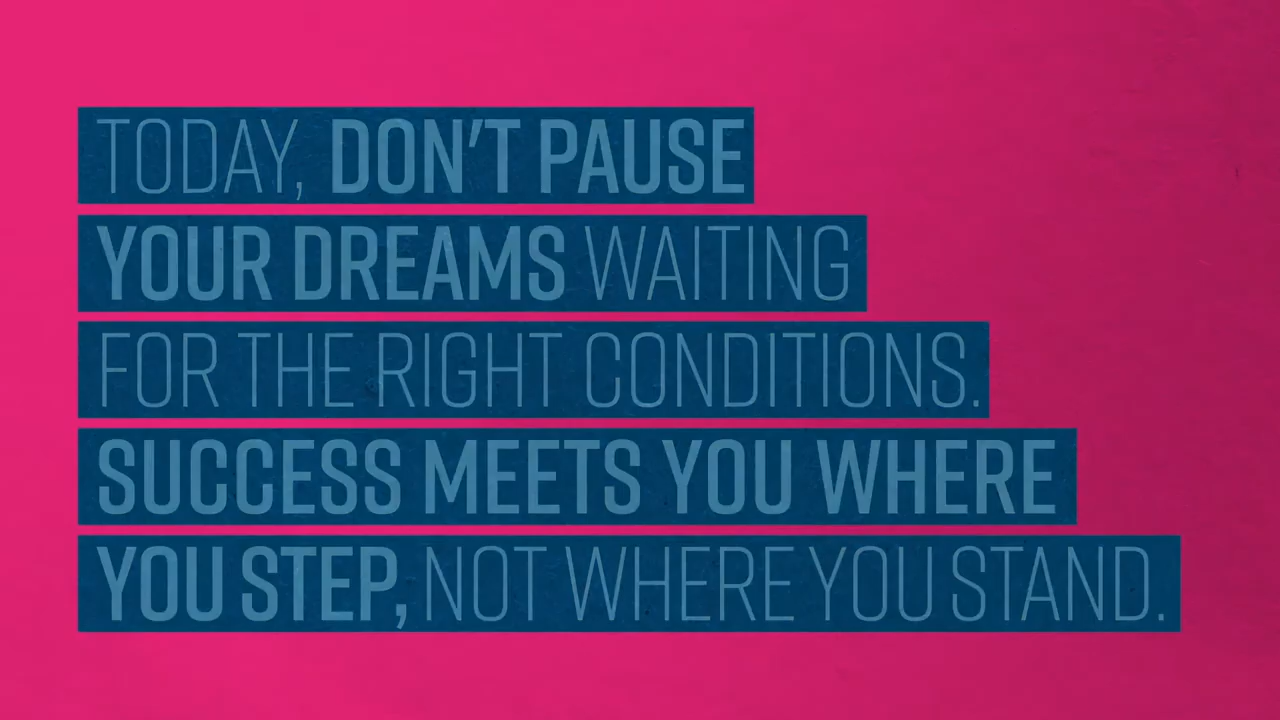 TODAY, DON'T PAUSE
YOUR DREAMS WAITING
FOR THE RIGHT CONDITIONS.
SUCCESS MEETS YOU WHERE
YOU STEP, NOT WHERE YOU STAND.